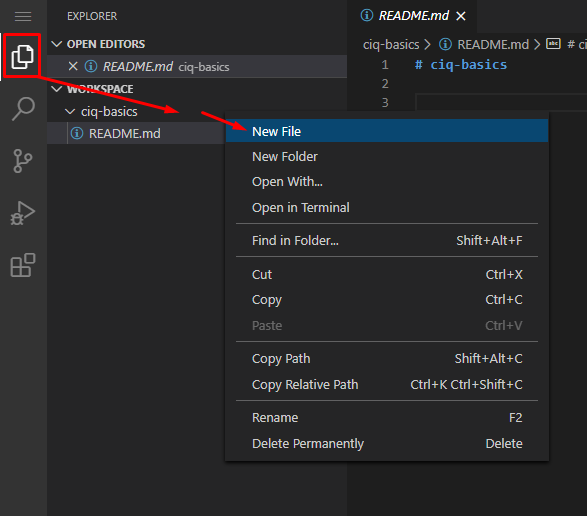 EXPLORER
OPEN EDITORS
README.md ciq-basics
WORKSPACE
ciq-basics
README.md
README.md
ciq-basics > README.md > abc # ci
1 # ciq-basics
2
3
New File
New Folder
Open With...
Open in Terminal
Find in Folder... Shift+Alt+F
Cut Ctrl+X
Copy Ctrl+C
Paste Ctrl+V
Copy Path Shift+Alt+C
Copy Relative Path Ctrl+K Ctrl+Shift+C
Rename F2
Delete Permanently Delete